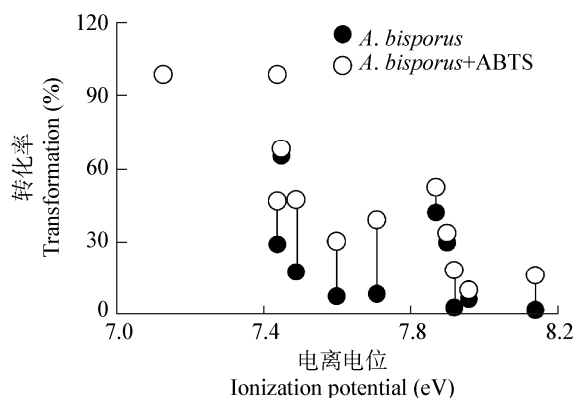 120
90
60
30
0
转化率
Transformation (%)
A. bisporus
A. bisporus+ABTS
7.0
7.4
7.8
8.2
电离电位
Ionization potential (eV)